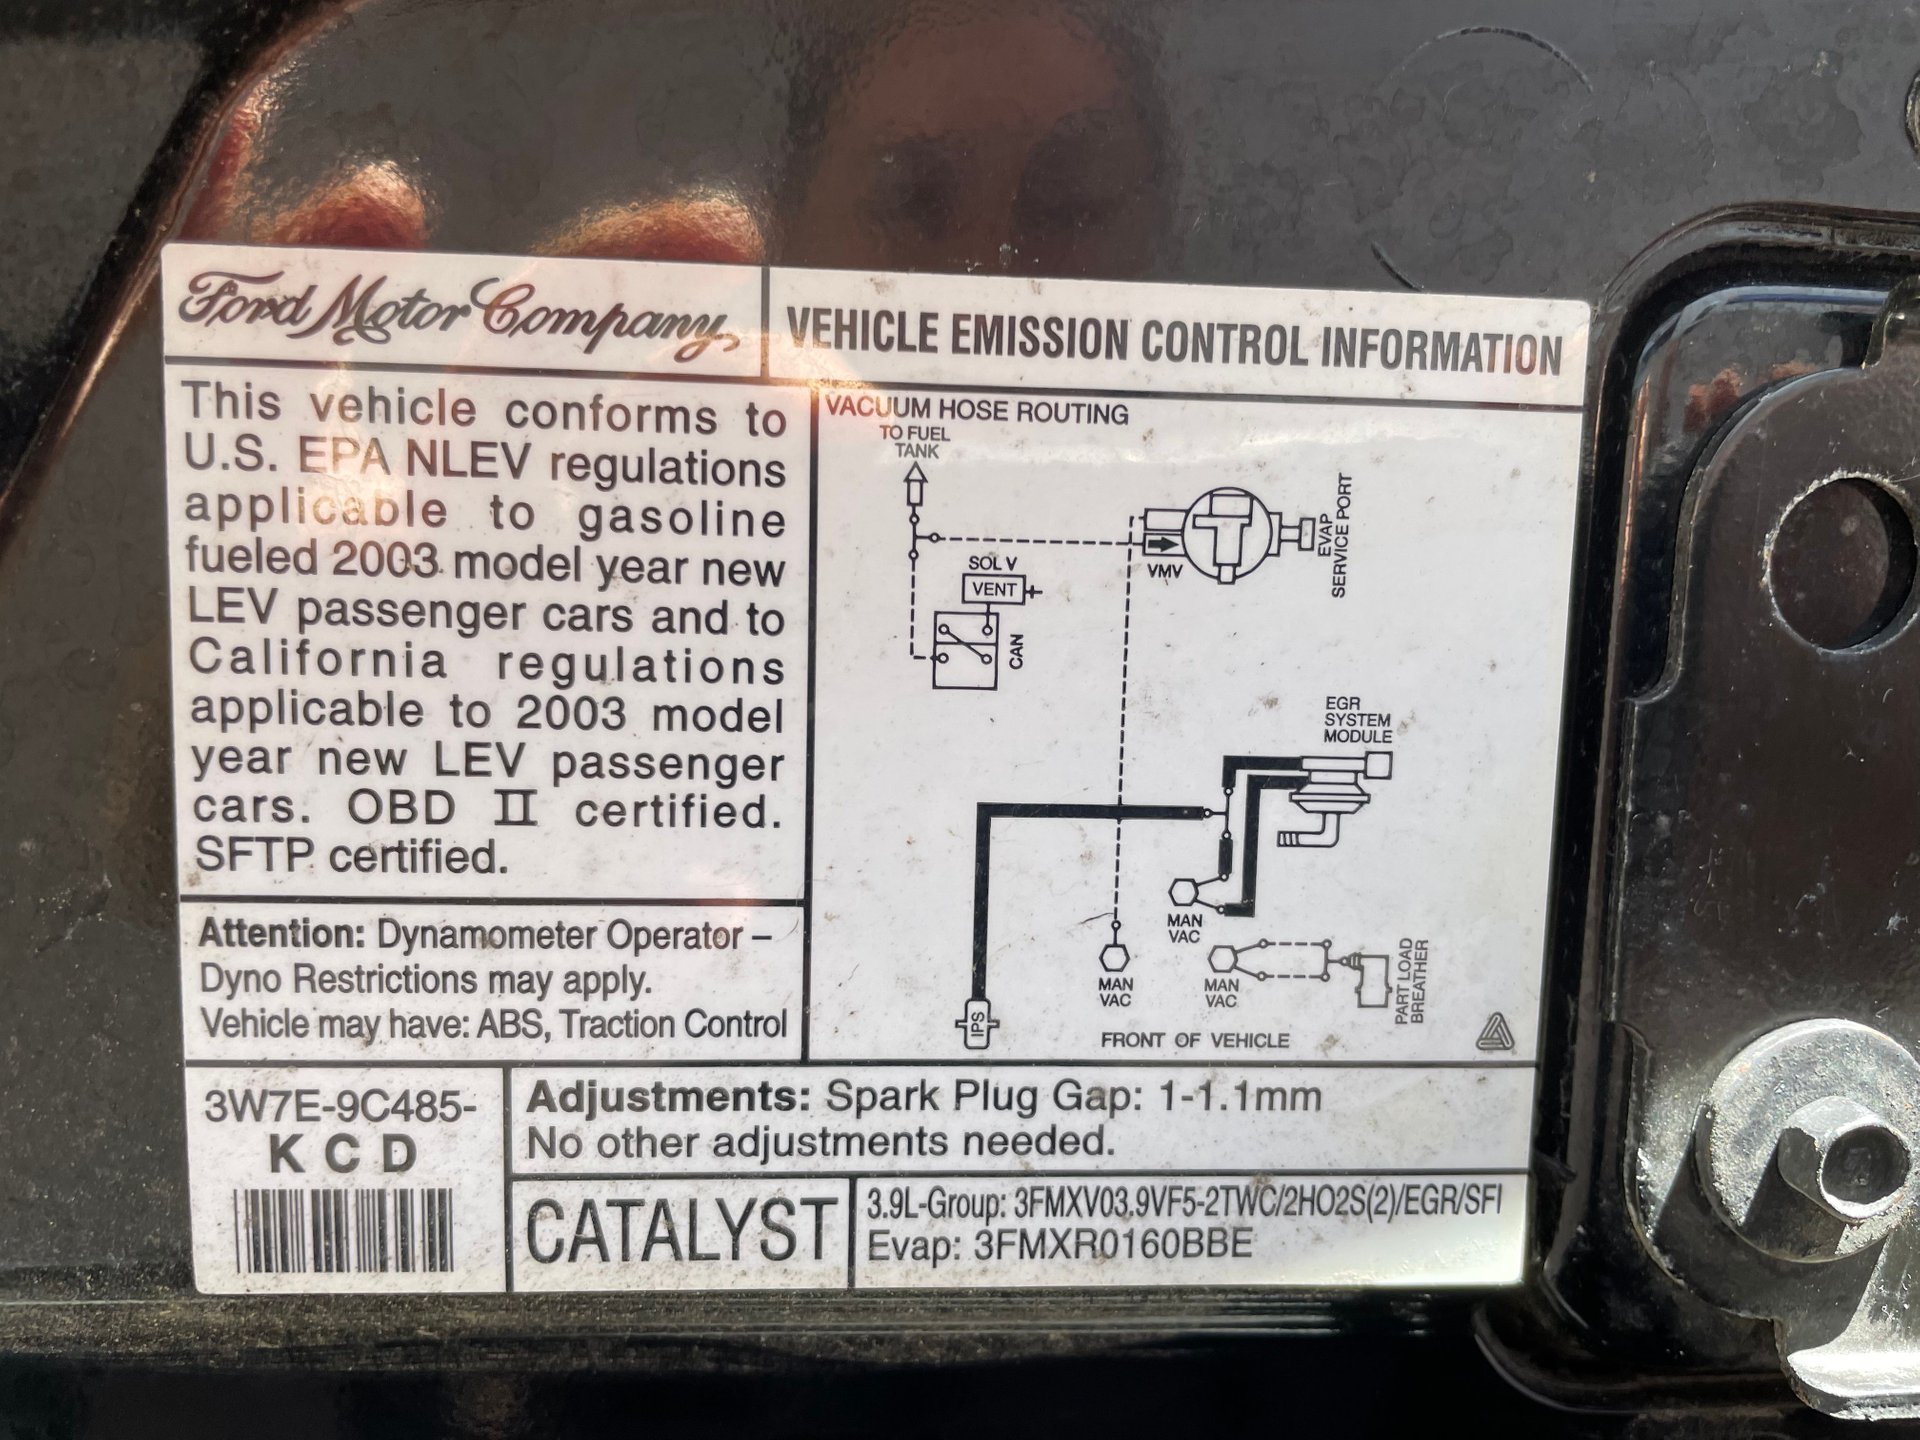 Ford Motor Company,
VEHICLE EMISSION CONTROL INFORMATION
This vehicle conforms to
U.S. EPA NLEV regulations
applicable to gasoline
fueled 2003 model year new
LEV passenger cars and to
California regulations
applicable to 2003 model
year new LEV passenger
cars. OBD II certified.
SFTP certified.
Attention: Dynamometer Operator –
Dyno Restrictions may apply.
Vehicle may have: ABS, Traction Control
VACUUM HOSE ROUTING
TO FUEL
TANK
SOL V
VENT
CAN
VMV
EVAP
SERVICE PORT
EGR
SYSTEM
MODULE
MAN
VAC
MAN
VAC
MAN
VAC
PART LOAD
BREATHER
IPS
FRONT OF VEHICLE
3W7E-9C485-
K C D
Adjustments: Spark Plug Gap: 1-1.1mm
No other adjustments needed.
CATALYST
3.9L-Group: 3FMXV03.9VF5-2TWC/2HO2S(2)/EGR/SFI
Evap: 3FMXR0160BBE